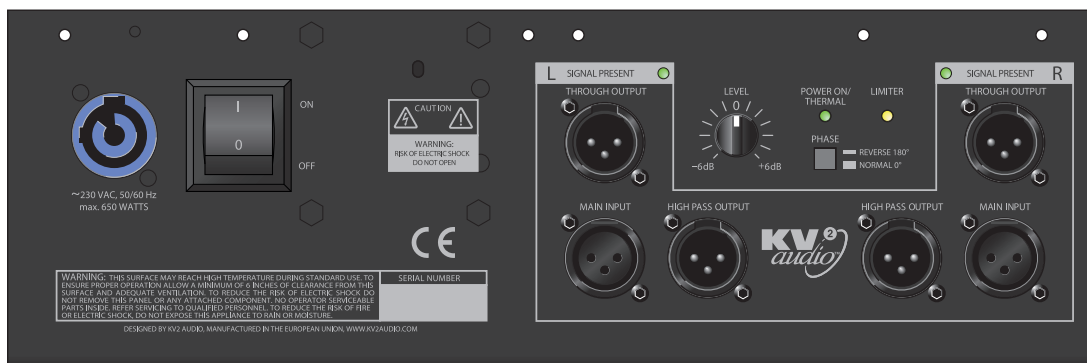 I
0
ON
OFF
~230 VAC, 50/60 Hz
max. 650 WATTS
CAUTION
WARNING:
RISK OF ELECTRIC SHOCK
DO NOT OPEN
CE
WARNING: THIS SURFACE MAY REACH HIGH TEMPERATURE DURING STANDARD USE. TO
ENSURE PROPER OPERATION ALLOW A MINIMUM OF 6 INCHES OF CLEARANCE FROM THIS
SURFACE AND ADEQUATE VENTILATION. TO REDUCE THE RISK OF ELECTRIC SHOCK DO
NOT REMOVE THIS PANEL OR ANY ATTACHED COMPONENT. NO OPERATOR SERVICEABLE
PARTS INSIDE. REFER SERVICING TO QUALIFIED PERSONNEL. TO REDUCE THE RISK OF FIRE
OR ELECTRIC SHOCK, DO NOT EXPOSE THIS APPLIANCE TO RAIN OR MOISTURE.
SERIAL NUMBER
DESIGNED BY KV2 AUDIO, MANUFACTURED IN THE EUROPEAN UNION, WWW.KV2AUDIO.COM
L SIGNAL PRESENT
THROUGH OUTPUT
LEVEL
0
−6dB +6dB
POWER ON/
THERMAL
LIMITER
PHASE
REVERSE 180°
NORMAL 0°
SIGNAL PRESENT R
THROUGH OUTPUT
MAIN INPUT
HIGH PASS OUTPUT
KV2
audio
HIGH PASS OUTPUT
MAIN INPUT